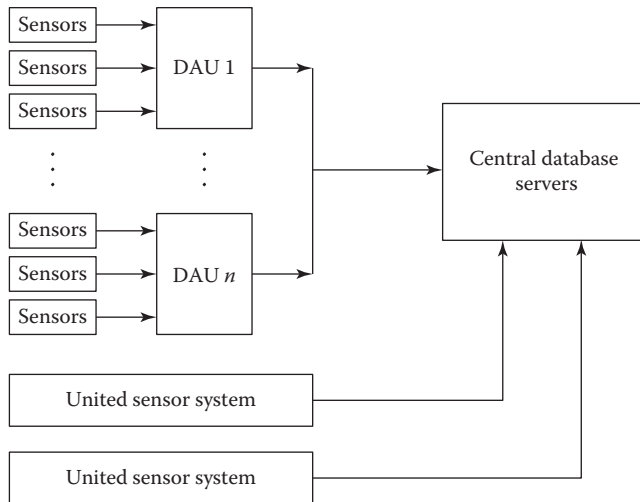 Sensors
Sensors
Sensors
DAU 1
Sensors
Sensors
Sensors
DAU n
Central database
servers
United sensor system
United sensor system